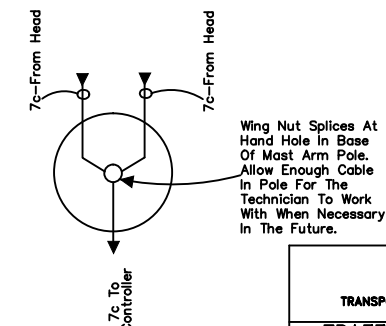 7c-From Head
7c-From Head
Wing Nut Splices At
Hand Hole In Base
Of Mast Arm Pole.
Allow Enough Cable
In Pole For The
Technician To Work
With When Necessary
In The Future.
7c To
Controller